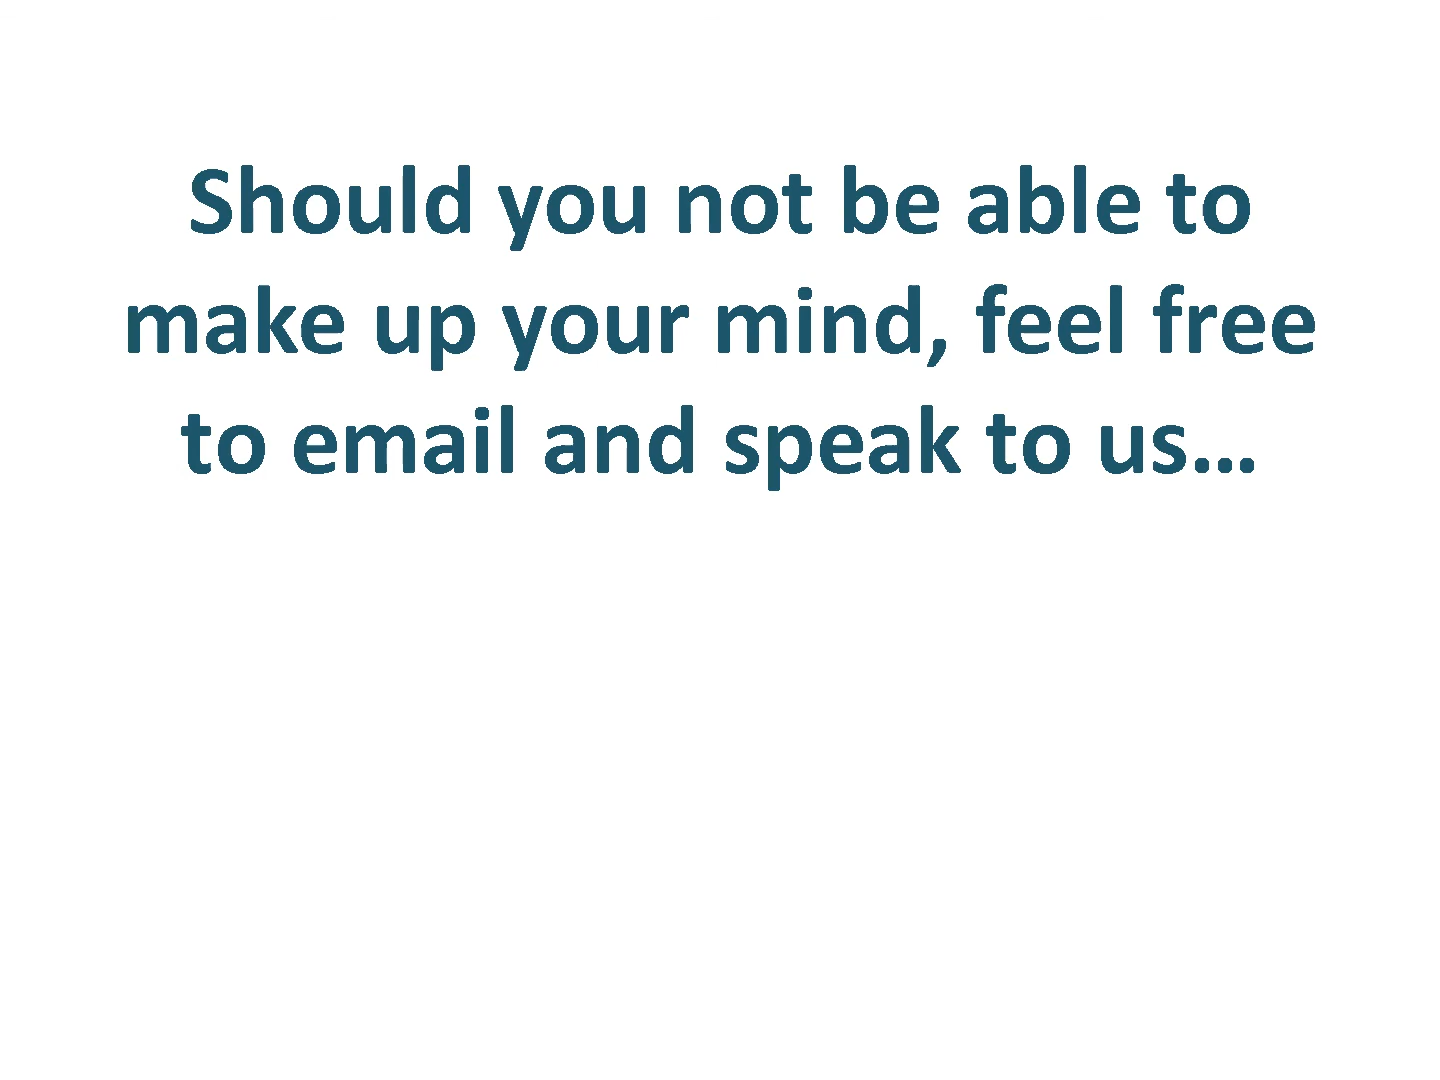 Should you not be able to
make up your mind, feel free
to email and speak to us…